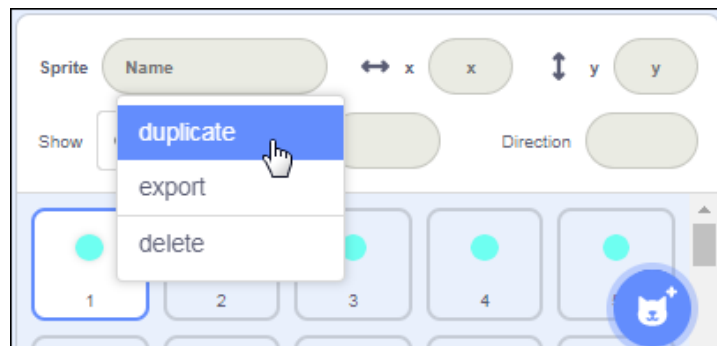 Sprite Name x x y y
duplicate
Show Direction
export
delete
1 2 3 4